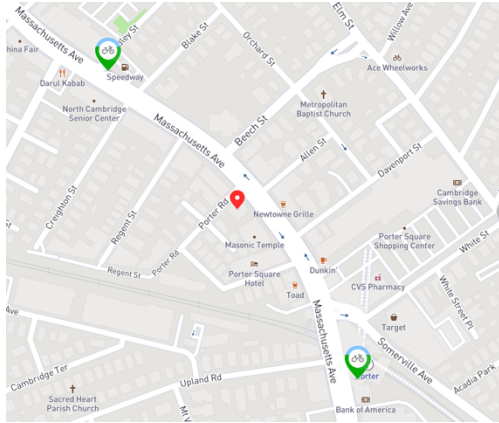 Massachusetts Ave
Elm St
Willow Ave
Blake St
Orchard St
Speedway
Darul Kabab
Ace Wheelworks
North Cambridge
Senior Center
Metropolitan
Baptist Church
Massachusetts Ave
Beech St
Allen St
Davenport St
Creighton St
Regent St
Porter Rd
Newtowne Grille
Cambridge
Savings Bank
Masonic Temple
Porter Square
Shopping Center
White St
Porter Rd
Regent St
Porter Square
Hotel
Dunkin'
CVS Pharmacy
Toad
White Street Pl
Target
Massachusetts Ave
Somerville Ave
Cambridge Ter
Upland Rd
Acadia Park
Sacred Heart
Parish Church
Bank of America